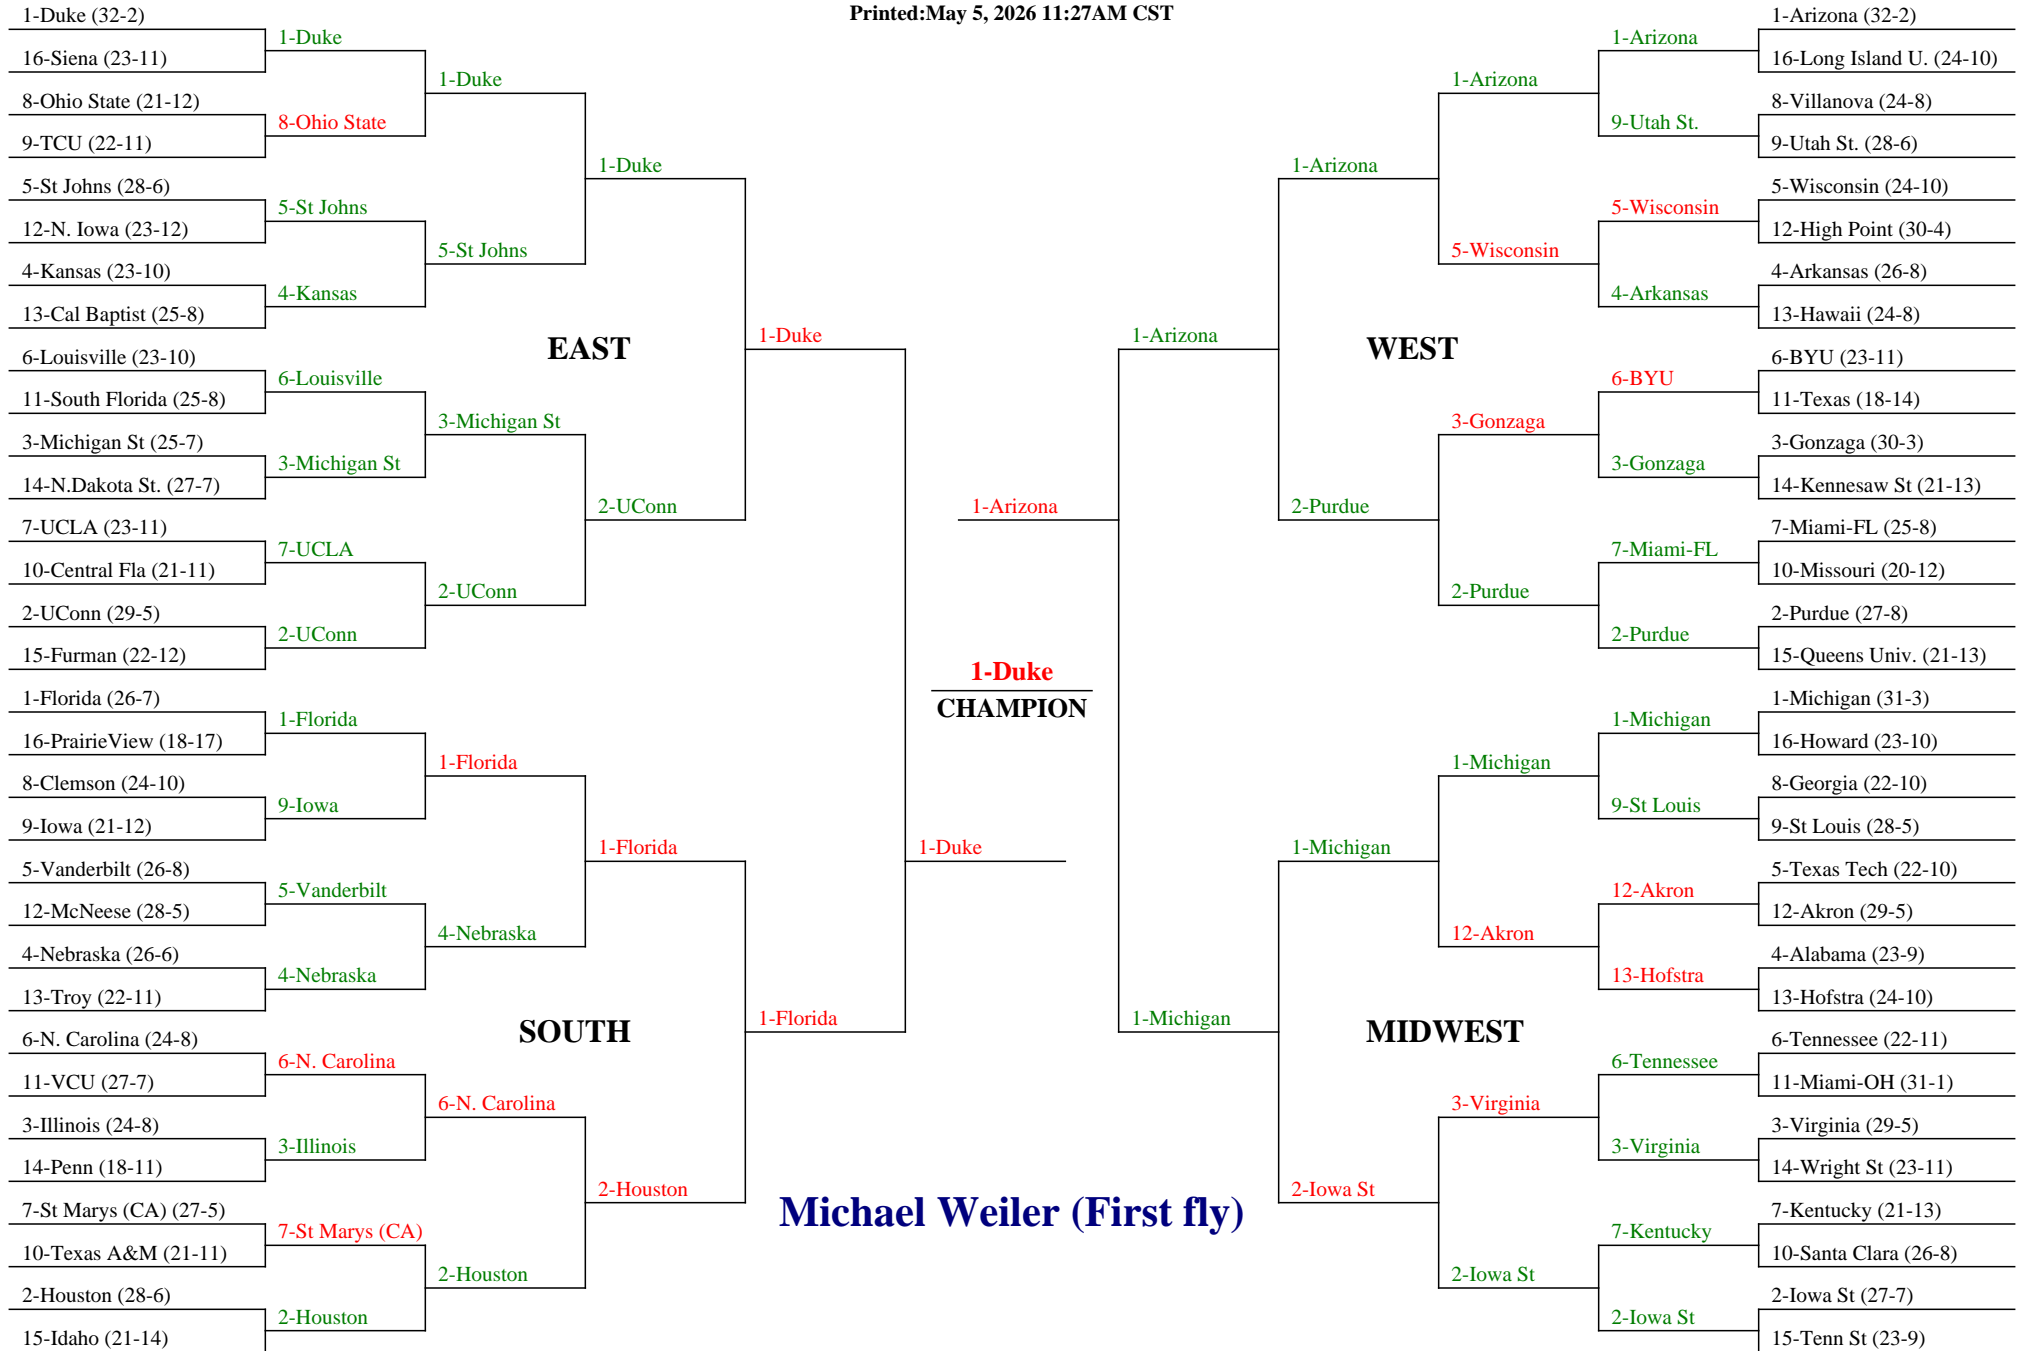 Printed:May 5, 2026 11:27AM CST
1-Duke (32-2)
16-Siena (23-11)
8-Ohio State (21-12)
9-TCU (22-11)
5-St Johns (28-6)
12-N. Iowa (23-12)
4-Kansas (23-10)
13-Cal Baptist (25-8)
6-Louisville (23-10)
11-South Florida (25-8)
3-Michigan St (25-7)
14-N.Dakota St. (27-7)
7-UCLA (23-11)
10-Central Fla (21-11)
2-UConn (29-5)
15-Furman (22-12)
1-Florida (26-7)
16-PrairieView (18-17)
8-Clemson (24-10)
9-Iowa (21-12)
5-Vanderbilt (26-8)
12-McNeese (28-5)
4-Nebraska (26-6)
13-Troy (22-11)
6-N. Carolina (24-8)
11-VCU (27-7)
3-Illinois (24-8)
14-Penn (18-11)
7-St Marys (CA) (27-5)
10-Texas A&M (21-11)
2-Houston (28-6)
15-Idaho (21-14)
1-Duke
8-Ohio State
5-St Johns
4-Kansas
6-Louisville
3-Michigan St
7-UCLA
2-UConn
1-Florida
9-Iowa
5-Vanderbilt
4-Nebraska
6-N. Carolina
3-Illinois
7-St Marys (CA)
2-Houston
1-Duke
5-St Johns
3-Michigan St
2-UConn
1-Florida
4-Nebraska
6-N. Carolina
2-Houston
1-Duke
2-UConn
1-Florida
2-Houston
EAST
SOUTH
1-Duke
1-Florida
1-Duke
1-Arizona
1-Duke
CHAMPION
Michael Weiler (First fly)
1-Arizona
1-Michigan
WEST
MIDWEST
1-Arizona
2-Purdue
1-Michigan
2-Iowa St
1-Arizona
5-Wisconsin
3-Gonzaga
2-Purdue
1-Michigan
12-Akron
3-Virginia
2-Iowa St
1-Arizona
9-Utah St.
5-Wisconsin
4-Arkansas
6-BYU
3-Gonzaga
7-Miami-FL
2-Purdue
1-Michigan
9-St Louis
12-Akron
13-Hofstra
6-Tennessee
3-Virginia
7-Kentucky
2-Iowa St
1-Arizona (32-2)
16-Long Island U. (24-10)
8-Villanova (24-8)
9-Utah St. (28-6)
5-Wisconsin (24-10)
12-High Point (30-4)
4-Arkansas (26-8)
13-Hawaii (24-8)
6-BYU (23-11)
11-Texas (18-14)
3-Gonzaga (30-3)
14-Kennesaw St (21-13)
7-Miami-FL (25-8)
10-Missouri (20-12)
2-Purdue (27-8)
15-Queens Univ. (21-13)
1-Michigan (31-3)
16-Howard (23-10)
8-Georgia (22-10)
9-St Louis (28-5)
5-Texas Tech (22-10)
12-Akron (29-5)
4-Alabama (23-9)
13-Hofstra (24-10)
6-Tennessee (22-11)
11-Miami-OH (31-1)
3-Virginia (29-5)
14-Wright St (23-11)
7-Kentucky (21-13)
10-Santa Clara (26-8)
2-Iowa St (27-7)
15-Tenn St (23-9)